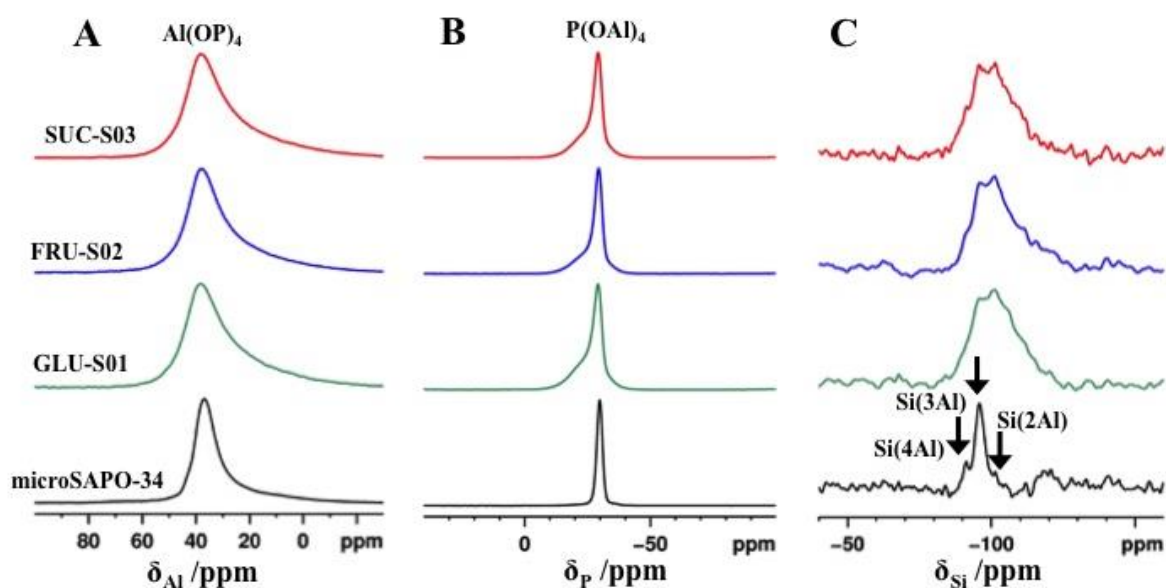 A
B
C
Al(OP)₄
P(OAl)₄
SUC-S03
FRU-S02
GLU-S01
microSAPO-34
Si(3Al)
Si(4Al)
Si(2Al)
80 60 40 20 0 ppm
0 -50 ppm
-50 -100 ppm
δAl /ppm
δP /ppm
δSi /ppm